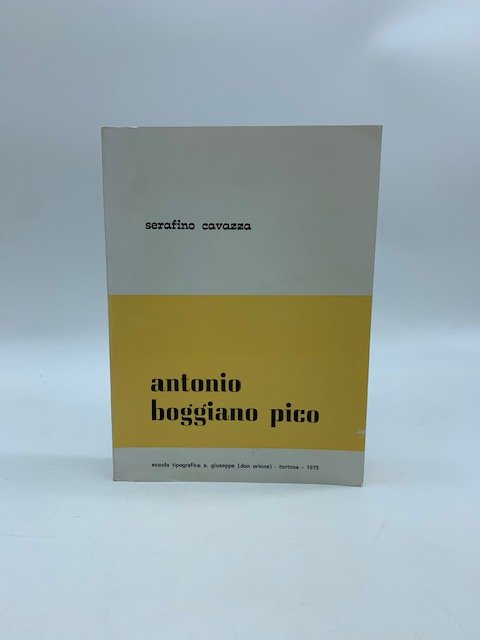 serafino cavazza
antonio
boggiano pico
scuola tipografica s. giuseppe (don orione) - tortona - 1975